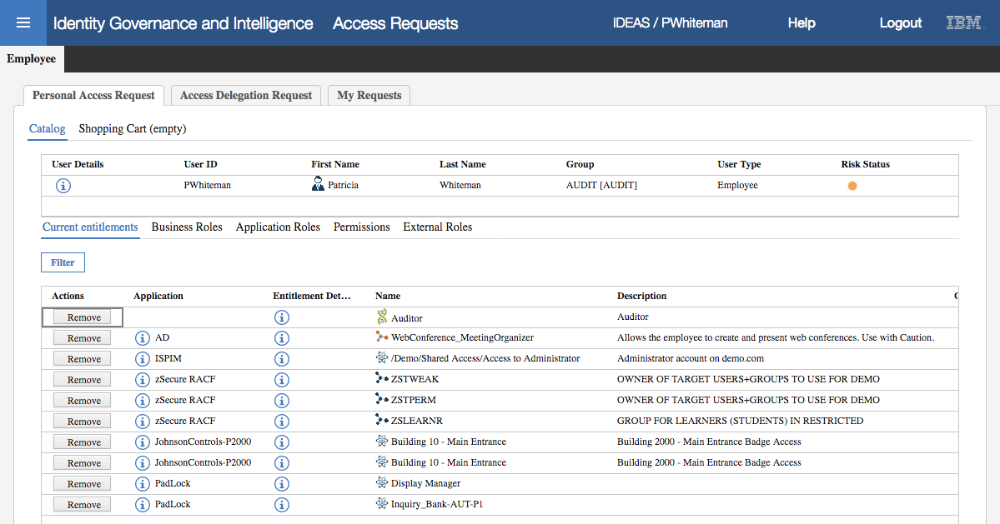 Identity Governance and Intelligence Access Requests IDEAS / PWhiteman Help Logout IBM
Employee
Personal Access Request Access Delegation Request My Requests
Catalog Shopping Cart (empty)
User Details User ID First Name Last Name Group User Type Risk Status
PWhiteman Patricia Whiteman AUDIT [AUDIT] Employee
Current entitlements Business Roles Application Roles Permissions External Roles
Filter
Actions Application Entitlement Det... Name Description
Remove Auditor Auditor
Remove AD WebConference_MeetingOrganizer Allows the employee to create and present web conferences. Use with Caution.
Remove ISPIM /Demo/Shared Access/Access to Administrator Administrator account on demo.com
Remove zSecure RACF ZSTWEAK OWNER OF TARGET USERS+GROUPS TO USE FOR DEMO
Remove zSecure RACF ZSTPERM OWNER OF TARGET USERS+GROUPS TO USE FOR DEMO
Remove zSecure RACF ZSLEARNR GROUP FOR LEARNERS (STUDENTS) IN RESTRICTED
Remove JohnsonControls-P2000 Building 10 - Main Entrance Building 2000 - Main Entrance Badge Access
Remove JohnsonControls-P2000 Building 10 - Main Entrance Building 2000 - Main Entrance Badge Access
Remove PadLock Display Manager
Remove PadLock Inquiry_Bank-AUT-P1